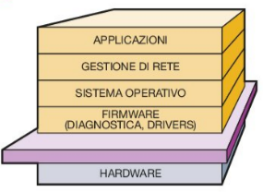 APPLICAZIONI
GESTIONE DI RETE
SISTEMA OPERATIVO
FIRMWARE
(DIAGNOSTICA, DRIVERS)
HARDWARE